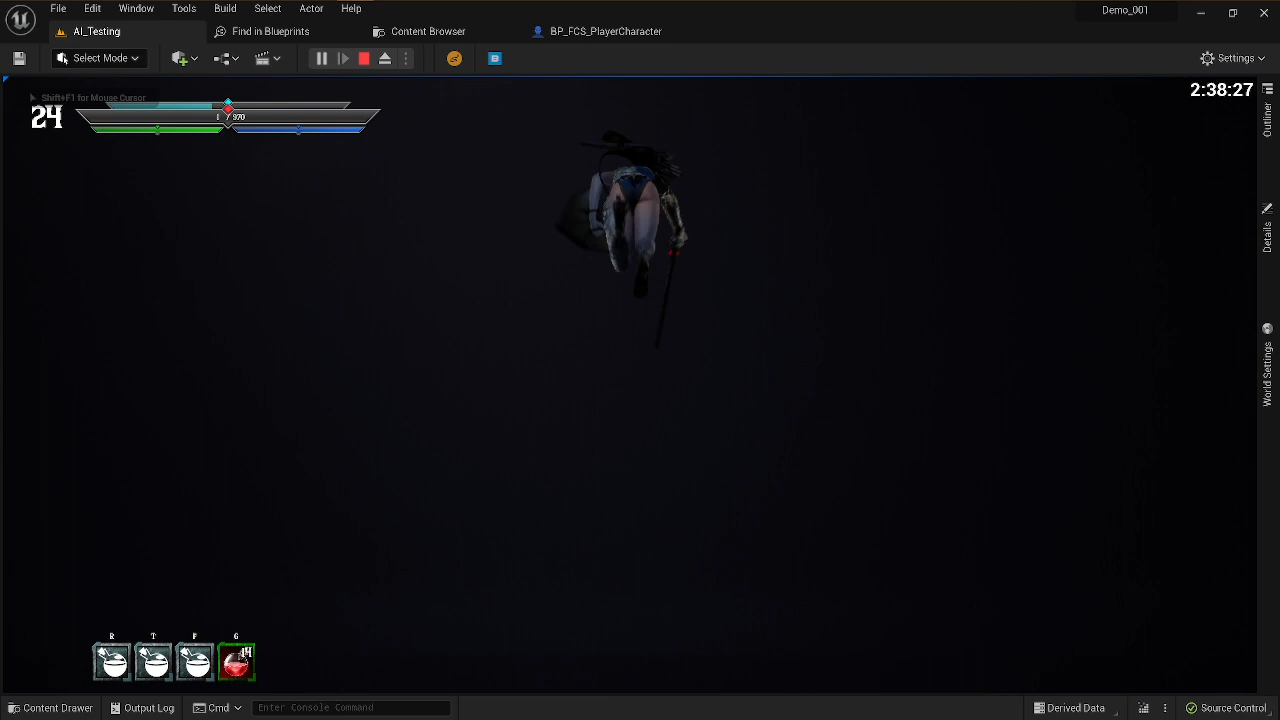 File Edit Window Tools Build Select Actor Help
Demo_001
AI_Testing
Find in Blueprints
Content Browser
BP_FCS_PlayerCharacter
Select Mode
Settings
Shift+F1 for Mouse Cursor
24
1 / 970
2:38:27
Outliner
Details
World Settings
R T F G
14
Content Drawer
Output Log
Cmd
Enter Console Command
Derived Data
Source Control